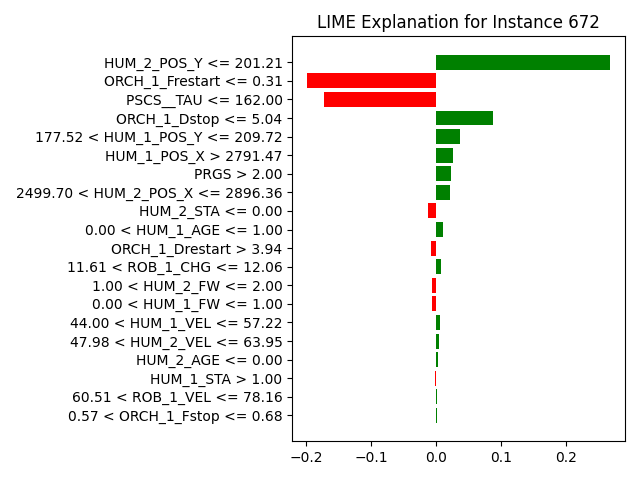 LIME Explanation for Instance 672
HUM_2_POS_Y <= 201.21
ORCH_1_Frestart <= 0.31
PSCS__TAU <= 162.00
ORCH_1_Dstop <= 5.04
177.52 < HUM_1_POS_Y <= 209.72
HUM_1_POS_X > 2791.47
PRGS > 2.00
2499.70 < HUM_2_POS_X <= 2896.36
HUM_2_STA <= 0.00
0.00 < HUM_1_AGE <= 1.00
ORCH_1_Drestart > 3.94
11.61 < ROB_1_CHG <= 12.06
1.00 < HUM_2_FW <= 2.00
0.00 < HUM_1_FW <= 1.00
44.00 < HUM_1_VEL <= 57.22
47.98 < HUM_2_VEL <= 63.95
HUM_2_AGE <= 0.00
HUM_1_STA > 1.00
60.51 < ROB_1_VEL <= 78.16
0.57 < ORCH_1_Fstop <= 0.68
−0.2 −0.1 0.0 0.1 0.2